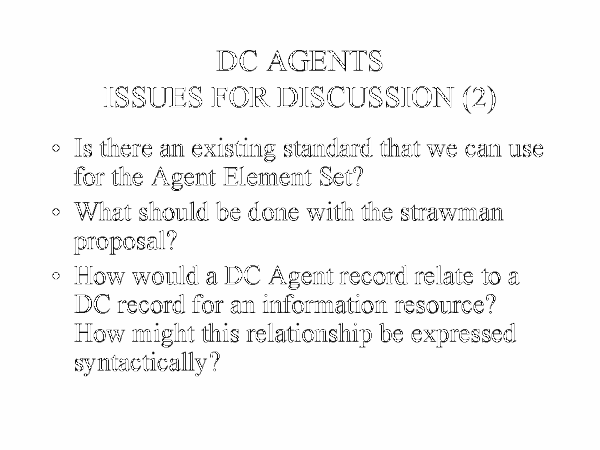 DC AGENTS
ISSUES FOR DISCUSSION (2)
◦ Is there an existing standard that we can use
for the Agent Element Set?
◦ What should be done with the strawman
proposal?
◦ How would a DC Agent record relate to a
DC record for an information resource?
How might this relationship be expressed
syntactically?